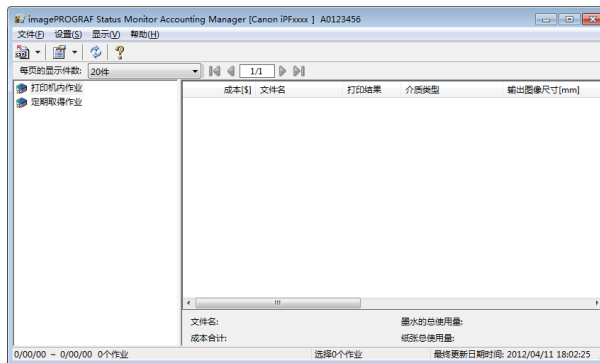 imagePROGRAF Status Monitor Accounting Manager [Canon iPFxxxx ] A0123456
文件(F) 设置(S) 显示(V) 帮助(H)
每页的显示件数: 20件 1/1
打印机内作业
定期取得作业
成本[$] 文件名 打印结果 介质类型 输出图像尺寸[mm]
文件名: 墨水的总使用量:
成本合计: 纸张总使用量:
0/00/00 ~ 0/00/00 0个作业 选择0个作业 最终更新日期时间: 2012/04/11 18:02:25